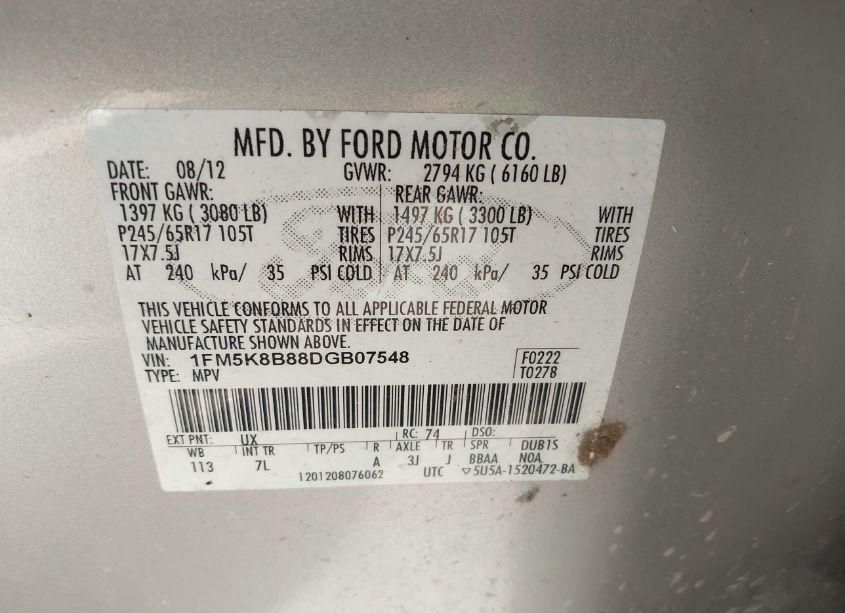 MFD. BY FORD MOTOR CO.
DATE: 08/12 GVWR: 2794 KG ( 6160 LB)
FRONT GAWR: REAR GAWR:
1397 KG ( 3080 LB) WITH 1497 KG ( 3300 LB) WITH
P245/65R17 105T TIRES P245/65R17 105T TIRES
17X7.5J RIMS 17X7.5J RIMS
AT 240 kPa/ 35 PSI COLD AT 240 kPa/ 35 PSI COLD
THIS VEHICLE CONFORMS TO ALL APPLICABLE FEDERAL MOTOR
VEHICLE SAFETY STANDARDS IN EFFECT ON THE DATE OF
MANUFACTURE SHOWN ABOVE.
VIN: 1FM5K8B88DGB07548 F0222
TYPE: MPV T0278
EXT PNT: UX RC: 74 DSO:
WB INT TR TP/PS R AXLE TR SPR DUB1S
113 7L A 3J J BBAA NOA
1201208076062 UTC ▽5U5A-1520472-BA